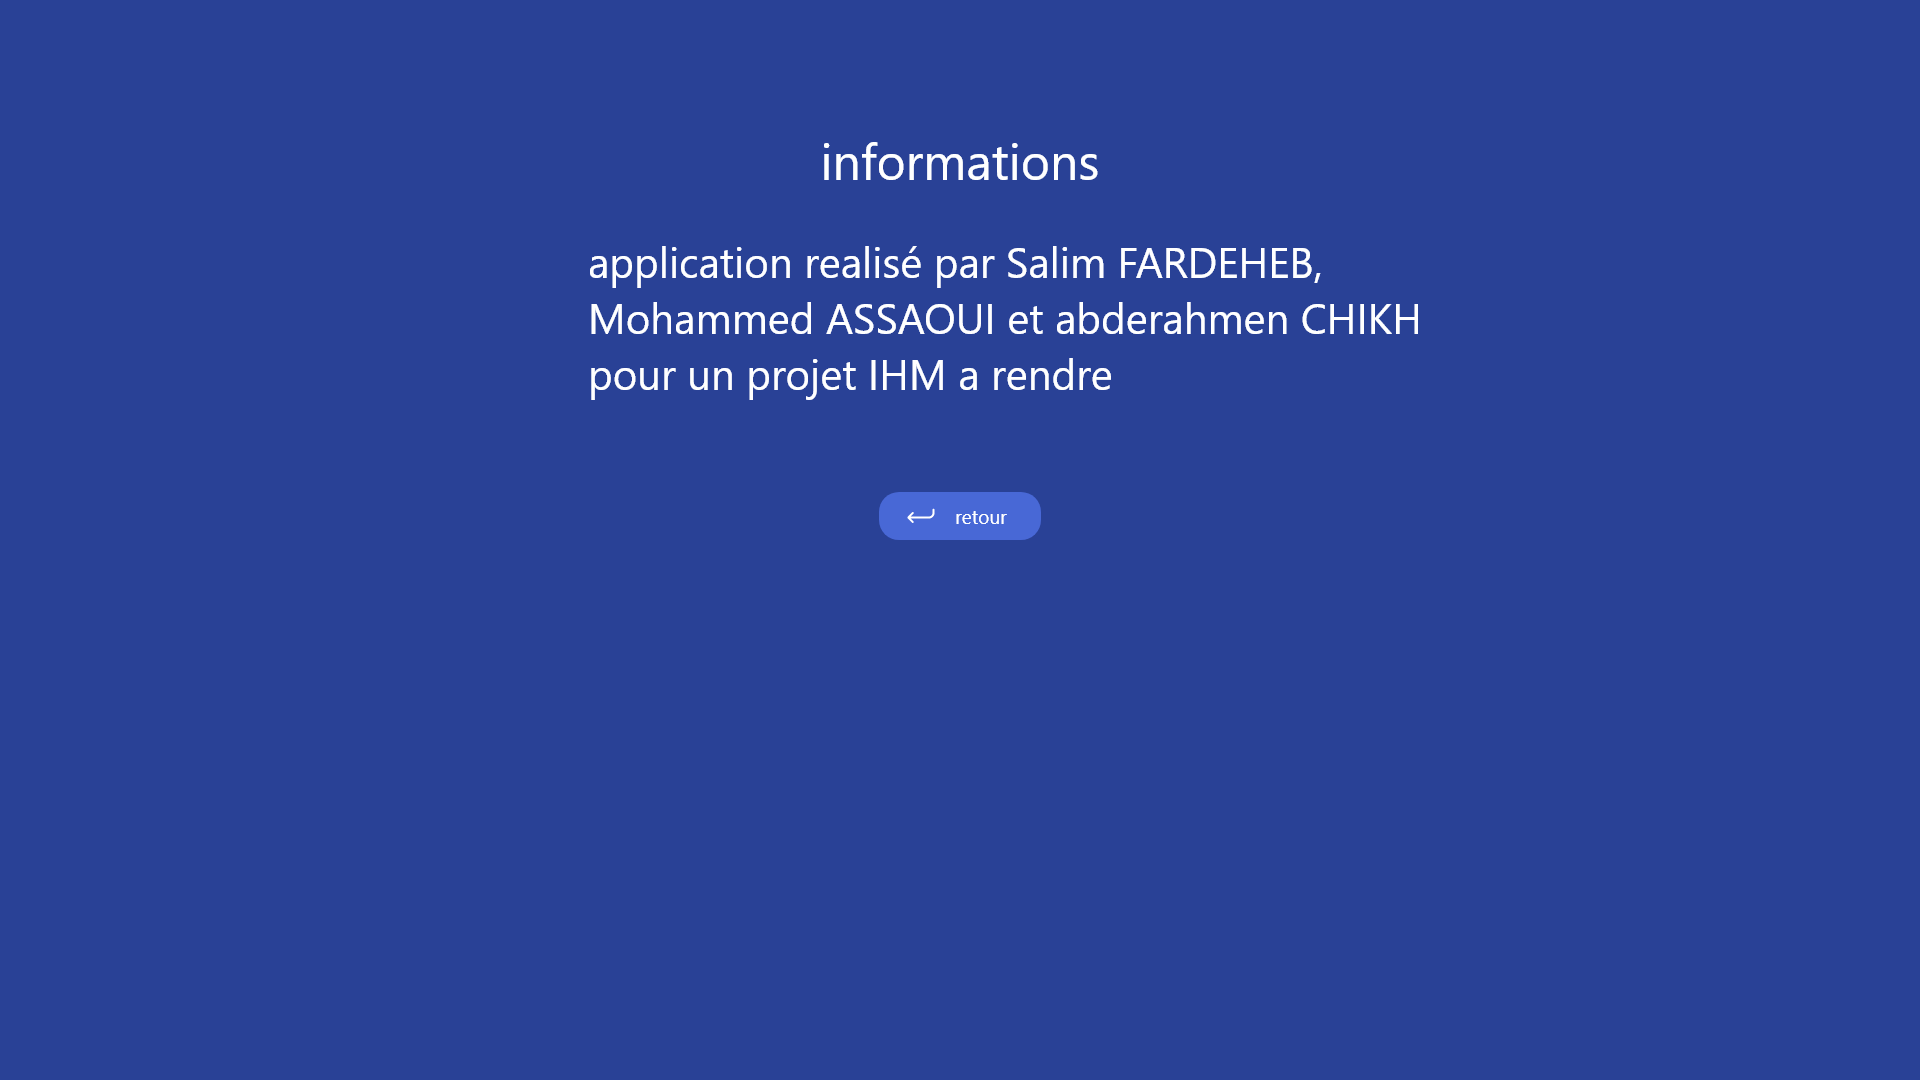 informations
application realisé par Salim FARDEHEB,
Mohammed ASSAOUI et abderahmen CHIKH
pour un projet IHM a rendre
retour